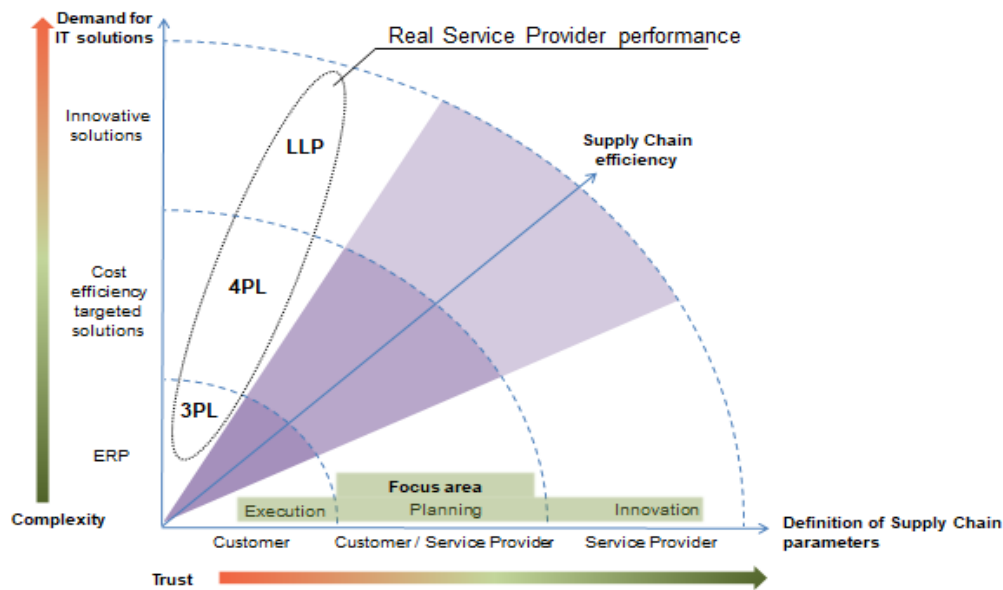 Demand for
IT solutions
Real Service Provider performance
Innovative
solutions
LLP
Supply Chain
efficiency
Cost
efficiency
targeted
solutions
4PL
3PL
ERP
Focus area
Execution
Planning
Innovation
Complexity
Definition of Supply Chain
parameters
Customer
Customer / Service Provider
Service Provider
Trust